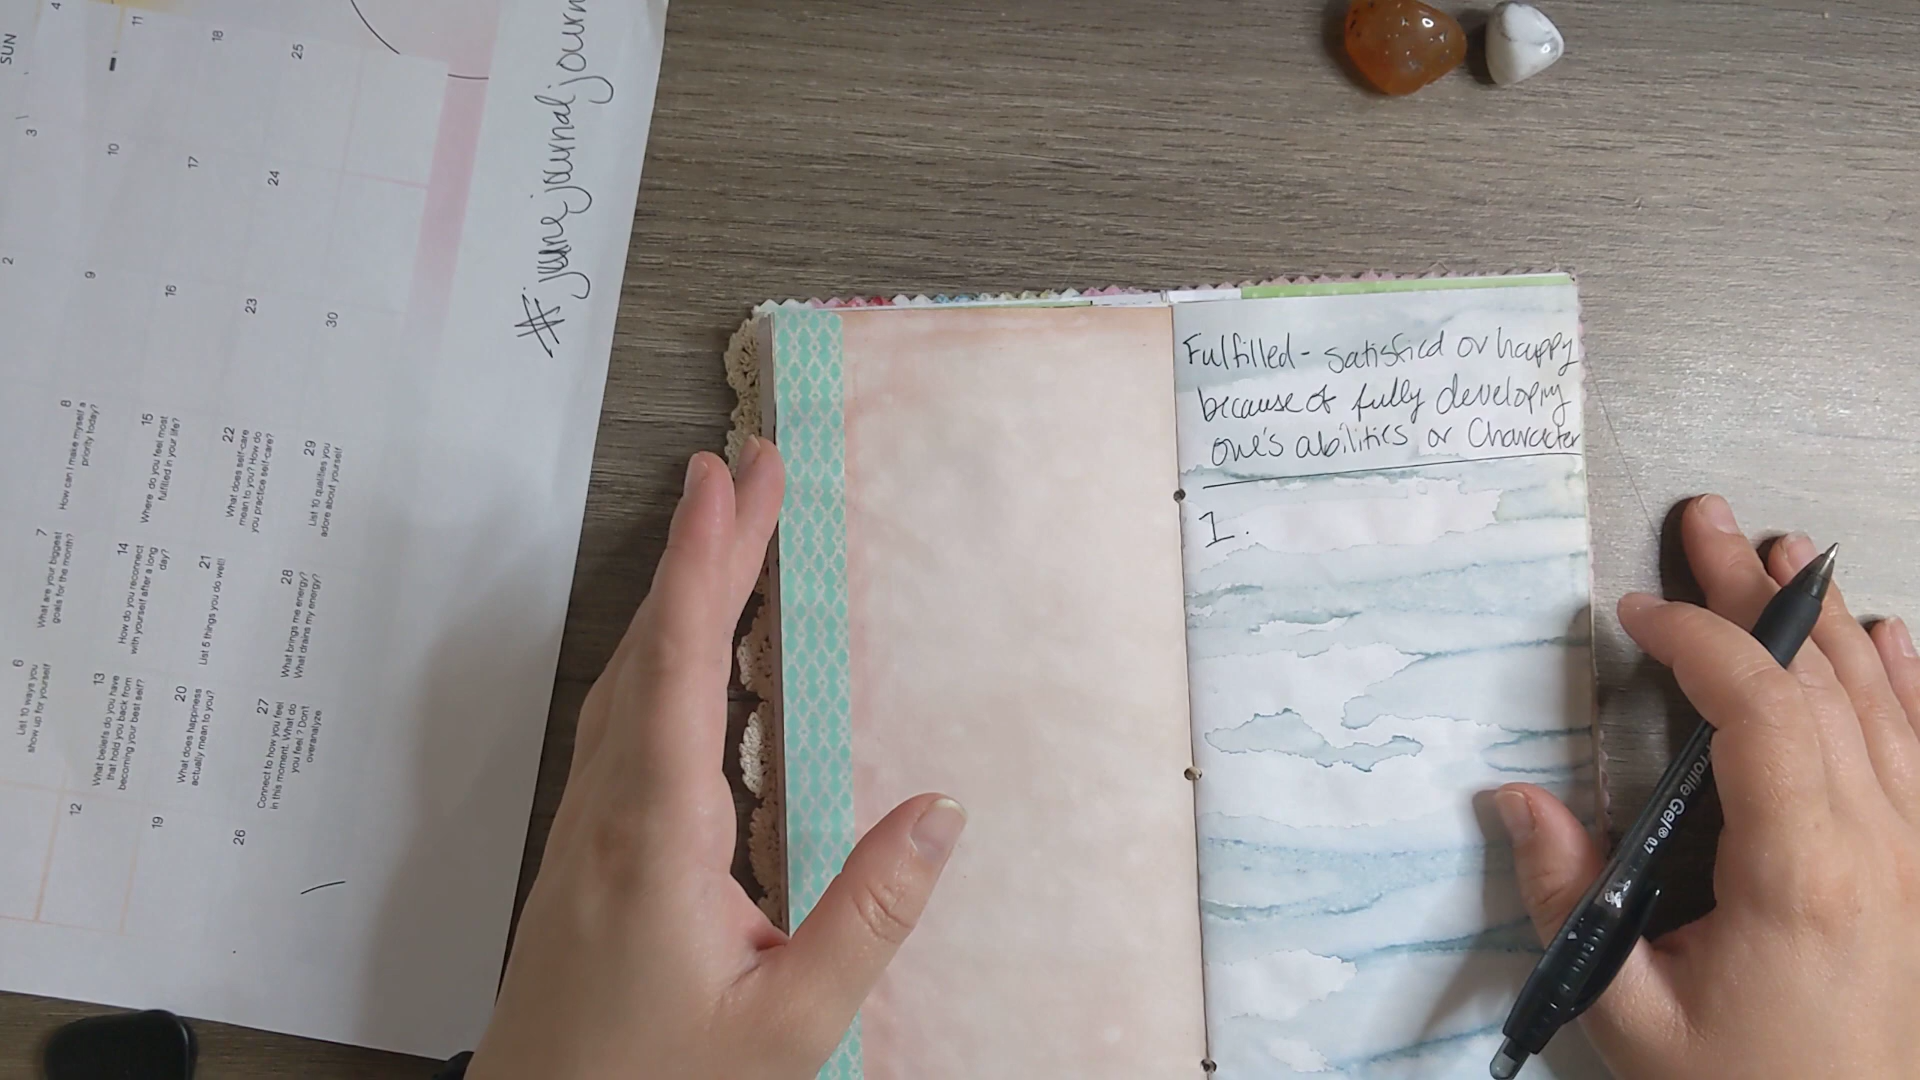 SUN
4
11
18
25
3
10
17
24
2
9
16
23
30
8
How can I make myself a
priority today?
15
Where do you feel most
fulfilled in your life?
22
What does self-care
mean to you? How do
you practice self-care?
29
List 10 qualities you
adore about yourself
7
What are your biggest
goals for the month?
14
How do you reconnect
with yourself after a long
day?
21
List 5 things you do well!
28
What brings me energy?
What drains my energy?
6
List 10 ways you
show up for yourself
13
What beliefs do you have
that hold you back from
becoming your best self?
20
What does happiness
actually mean to you?
27
Connect to how you feel
in this moment. What do
you feel? Don't
overanalyze.
12
19
26
#junejournaljourn
Fulfilled - satisfied or happy
because of fully developing
one's abilities or Character
1.
Profile Gel® 0.7